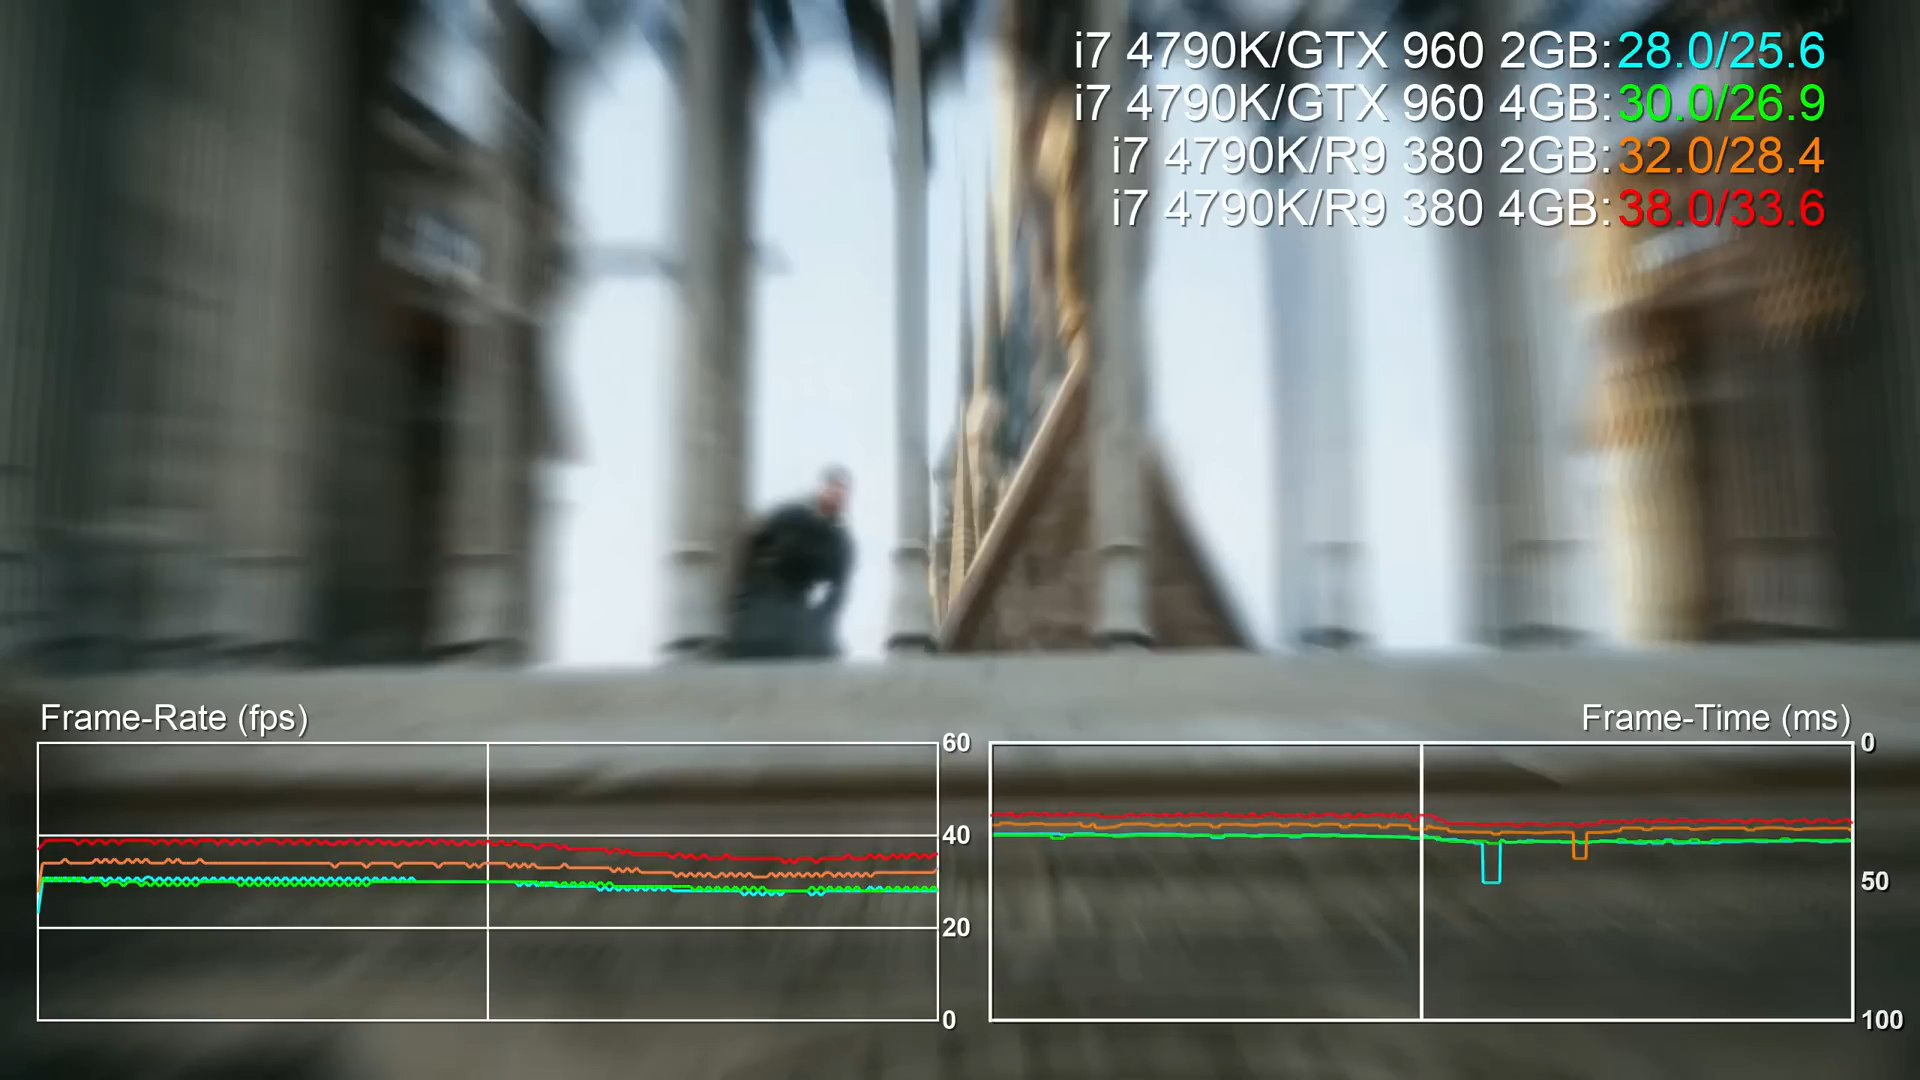 i7 4790K/GTX 960 2GB:28.0/25.6
i7 4790K/GTX 960 4GB:30.0/26.9
i7 4790K/R9 380 2GB:32.0/28.4
i7 4790K/R9 380 4GB:38.0/33.6
Frame-Rate (fps)
60
40
20
0
Frame-Time (ms)
0
50
100